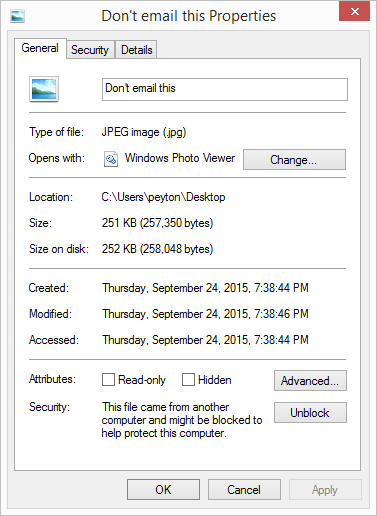 Don't email this Properties
General Security Details
Don't email this
Type of file: JPEG image (.jpg)
Opens with: Windows Photo Viewer Change...
Location: C:\Users\peyton\Desktop
Size: 251 KB (257,350 bytes)
Size on disk: 252 KB (258,048 bytes)
Created: Thursday, September 24, 2015, 7:38:44 PM
Modified: Thursday, September 24, 2015, 7:38:46 PM
Accessed: Thursday, September 24, 2015, 7:38:44 PM
Attributes: Read-only Hidden Advanced...
Security: This file came from another
computer and might be blocked to
help protect this computer.
Unblock
OK Cancel Apply